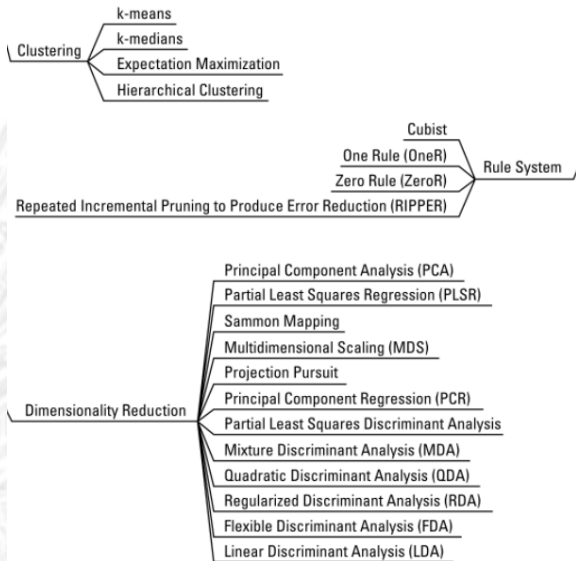 k-means
k-medians
Clustering
Expectation Maximization
Hierarchical Clustering
Cubist
One Rule (OneR)
Rule System
Zero Rule (ZeroR)
Repeated Incremental Pruning to Produce Error Reduction (RIPPER)
Principal Component Analysis (PCA)
Partial Least Squares Regression (PLSR)
Sammon Mapping
Multidimensional Scaling (MDS)
Projection Pursuit
Principal Component Regression (PCR)
Dimensionality Reduction
Partial Least Squares Discriminant Analysis
Mixture Discriminant Analysis (MDA)
Quadratic Discriminant Analysis (QDA)
Regularized Discriminant Analysis (RDA)
Flexible Discriminant Analysis (FDA)
Linear Discriminant Analysis (LDA)